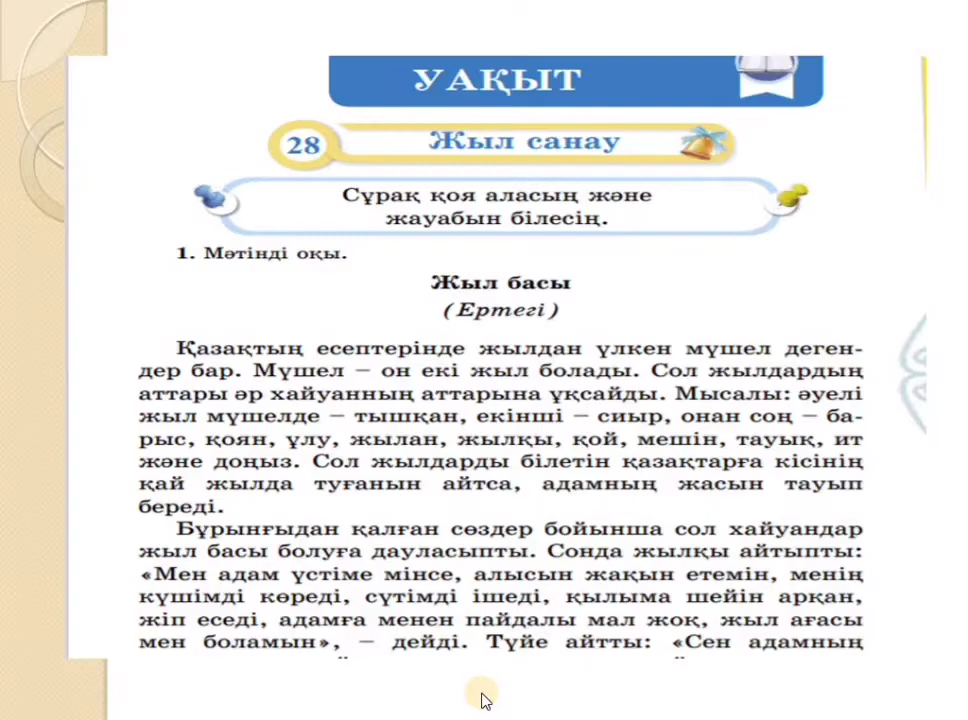 УАҚЫТ
28
Жыл санау
Сұрақ қоя аласың және
жауабын білесің.
1. Мәтінді оқы.
Жыл басы
(Ертегі)
Қазақтың есептерінде жылдан үлкен мүшел деген-
дер бар. Мүшел – он екі жыл болады. Сол жылдардың
аттары әр хайуанның аттарына ұқсайды. Мысалы: әуелі
жыл мүшелде – тышқан, екінші – сиыр, онан соң – ба-
рыс, қоян, ұлу, жылан, жылқы, қой, мешін, тауық, ит
және доңыз. Сол жылдарды білетін қазақтарға кісінің
қай жылда туғанын айтса, адамның жасын тауып
береді.
Бұрынғыдан қалған сөздер бойынша сол хайуандар
жыл басы болуға дауласыпты. Сонда жылқы айтыпты:
«Мен адам үстіме мінсе, алысын жақын етемін, менің
күшімді көреді, сүтімді ішеді, қылыма шейін арқан,
жіп еседі, адамға менен пайдалы мал жоқ, жыл ағасы
мен боламын», – дейді. Түйе айтты: «Сен адамның